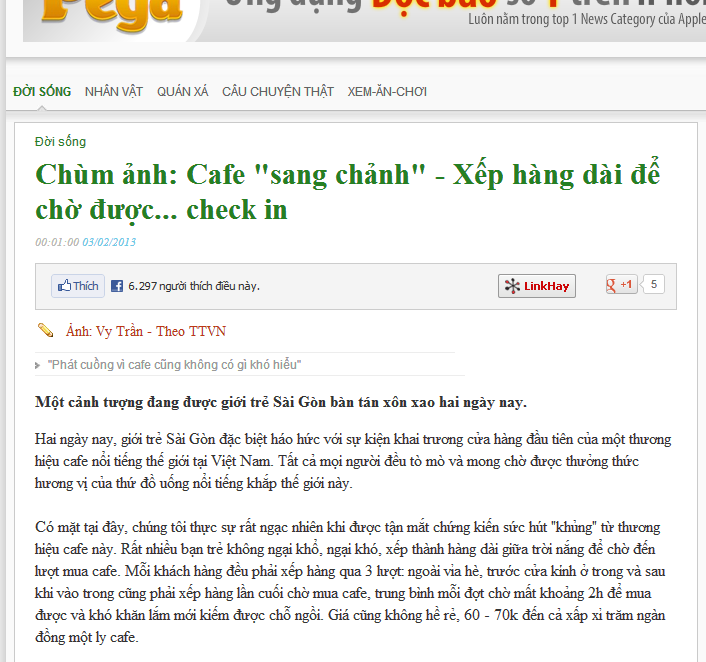 Pega
Ứng dụng Đọc báo số 1 trên
Luôn nằm trong top 1 News Category của Apple
ĐỜI SỐNG NHÂN VẬT QUÁN XÁ CÂU CHUYỆN THẬT XEM-ĂN-CHƠI
Đời sống
Chùm ảnh: Cafe "sang chảnh" - Xếp hàng dài để
chờ được... check in
00:01:00 03/02/2013
Thích 6.297 người thích điều này. LinkHay +1 5
Ảnh: Vy Trần - Theo TTVN
"Phát cuồng vì cafe cũng không có gì khó hiểu"
Một cảnh tượng đang được giới trẻ Sài Gòn bàn tán xôn xao hai ngày nay.
Hai ngày nay, giới trẻ Sài Gòn đặc biệt háo hức với sự kiện khai trương cửa hàng đầu tiên của một thương
hiệu cafe nổi tiếng thế giới tại Việt Nam. Tất cả mọi người đều tò mò và mong chờ được thưởng thức
hương vị của thứ đồ uống nổi tiếng khắp thế giới này.
Có mặt tại đây, chúng tôi thực sự rất ngạc nhiên khi được tận mắt chứng kiến sức hút "khủng" từ thương
hiệu cafe này. Rất nhiều bạn trẻ không ngại khổ, ngại khó, xếp thành hàng dài giữa trời nắng để chờ đến
lượt mua cafe. Mỗi khách hàng đều phải xếp hàng qua 3 lượt: ngoài vỉa hè, trước cửa kính ở trong và sau
khi vào trong cũng phải xếp hàng lần cuối chờ mua cafe, trung bình mỗi đợt chờ mất khoảng 2h để mua
được và khó khăn lắm mới kiếm được chỗ ngồi. Giá cũng không hề rẻ, 60 - 70k đến cả xấp xỉ trăm ngàn
đồng một ly cafe.